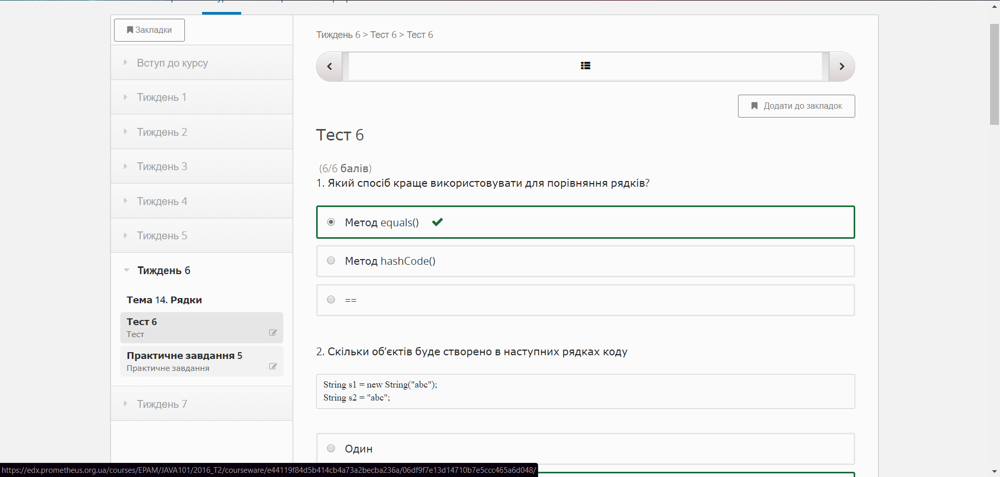 Закладки
Вступ до курсу
Тиждень 1
Тиждень 2
Тиждень 3
Тиждень 4
Тиждень 5
Тиждень 6
Тема 14. Рядки
Тест 6
Тест
Практичне завдання 5
Практичне завдання
Тиждень 7
Тиждень 6 > Тест 6 > Тест 6
Додати до закладок
Тест 6
(6/6 балів)
1. Який спосіб краще використовувати для порівняння рядків?
Метод equals()
Метод hashCode()
==
2. Скільки об’єктів буде створено в наступних рядках коду
String s1 = new String("abc");
String s2 = "abc";
Один
https://edx.prometheus.org.ua/courses/EPAM/JAVA101/2016_T2/courseware/e44119f84d5b414cb4a73a2becba236a/06df9f7e13d14710b7e5ccc465a6d048/